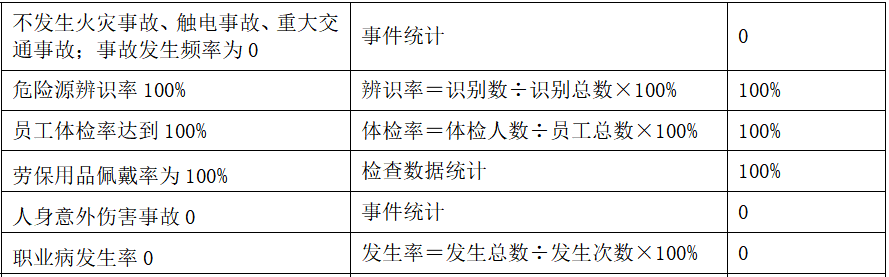 不发生火灾事故、触电事故、重大交
通事故；事故发生频率为 0
事件统计
0
危险源辨识率 100%
辨识率＝识别数÷识别总数×100%
100%
员工体检率达到 100%
体检率＝体检人数÷员工总数×100%
100%
劳保用品佩戴率为 100%
检查数据统计
100%
人身意外伤害事故 0
事件统计
0
职业病发生率 0
发生率＝发生总数÷发生次数×100%
0